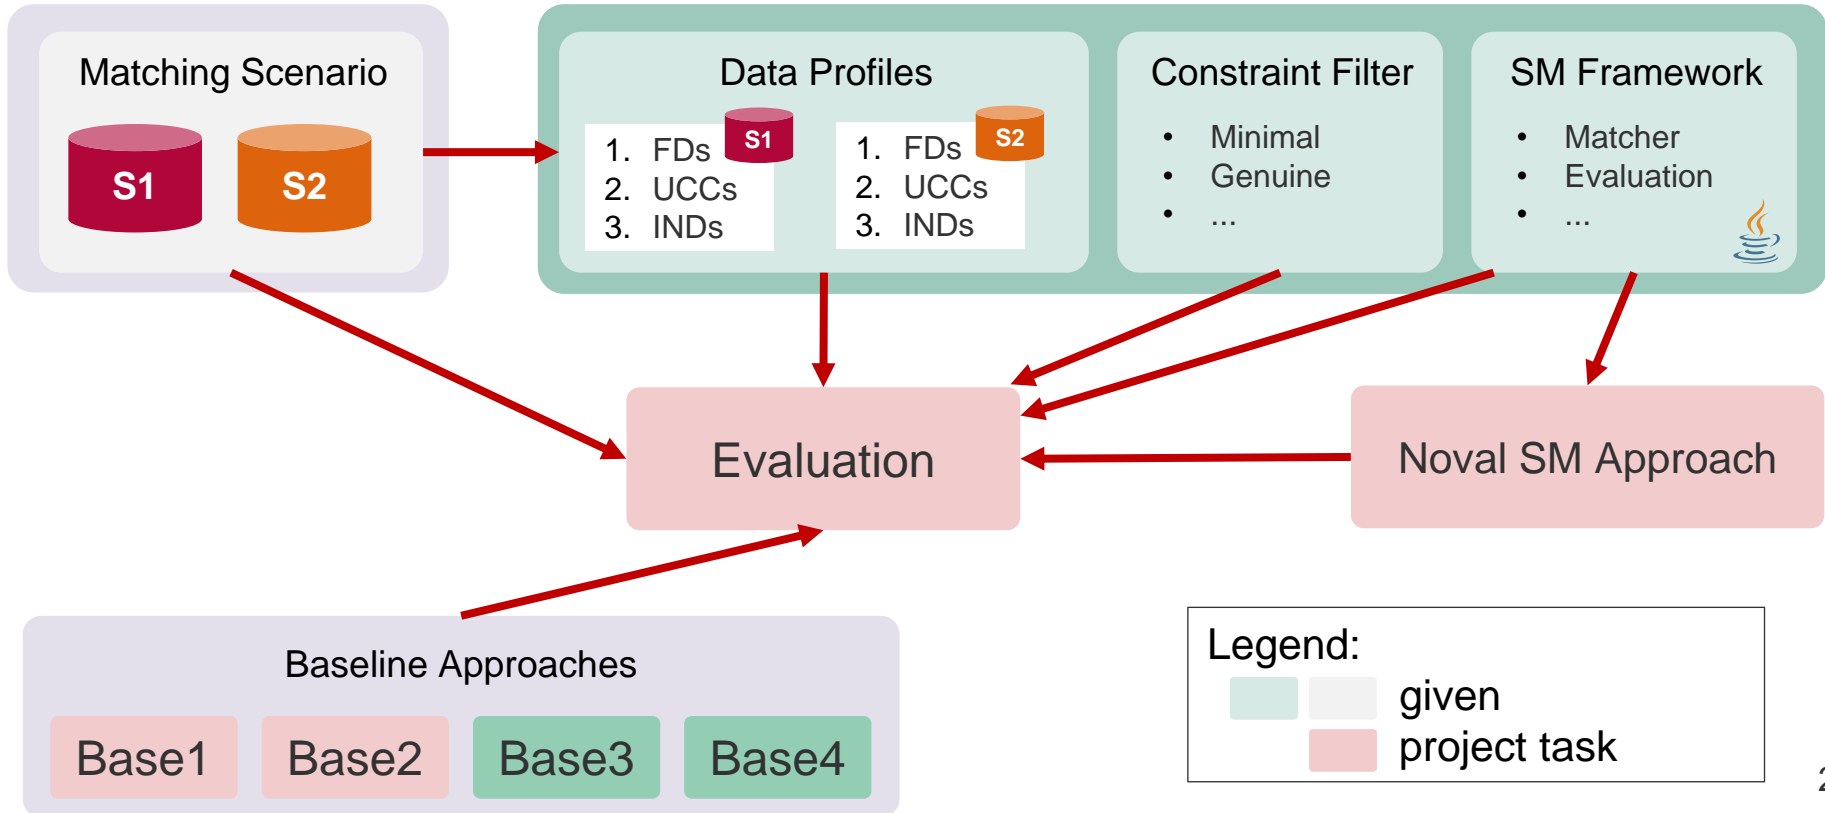 Matching Scenario
S1
S2
Data Profiles
1. FDs
2. UCCs
3. INDs
S1
1. FDs
2. UCCs
3. INDs
S2
Constraint Filter
• Minimal
• Genuine
• ...
SM Framework
• Matcher
• Evaluation
• ...
Evaluation
Noval SM Approach
Baseline Approaches
Base1
Base2
Base3
Base4
Legend:
given
project task
2